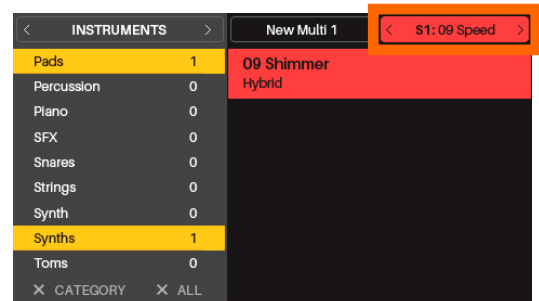 < INSTRUMENTS >
New Multi 1
< S1: 09 Speed >
Pads 1
Percussion 0
Piano 0
SFX 0
Snares 0
Strings 0
Synth 0
Synths 1
Toms 0
X CATEGORY X ALL
09 Shimmer
Hybrid